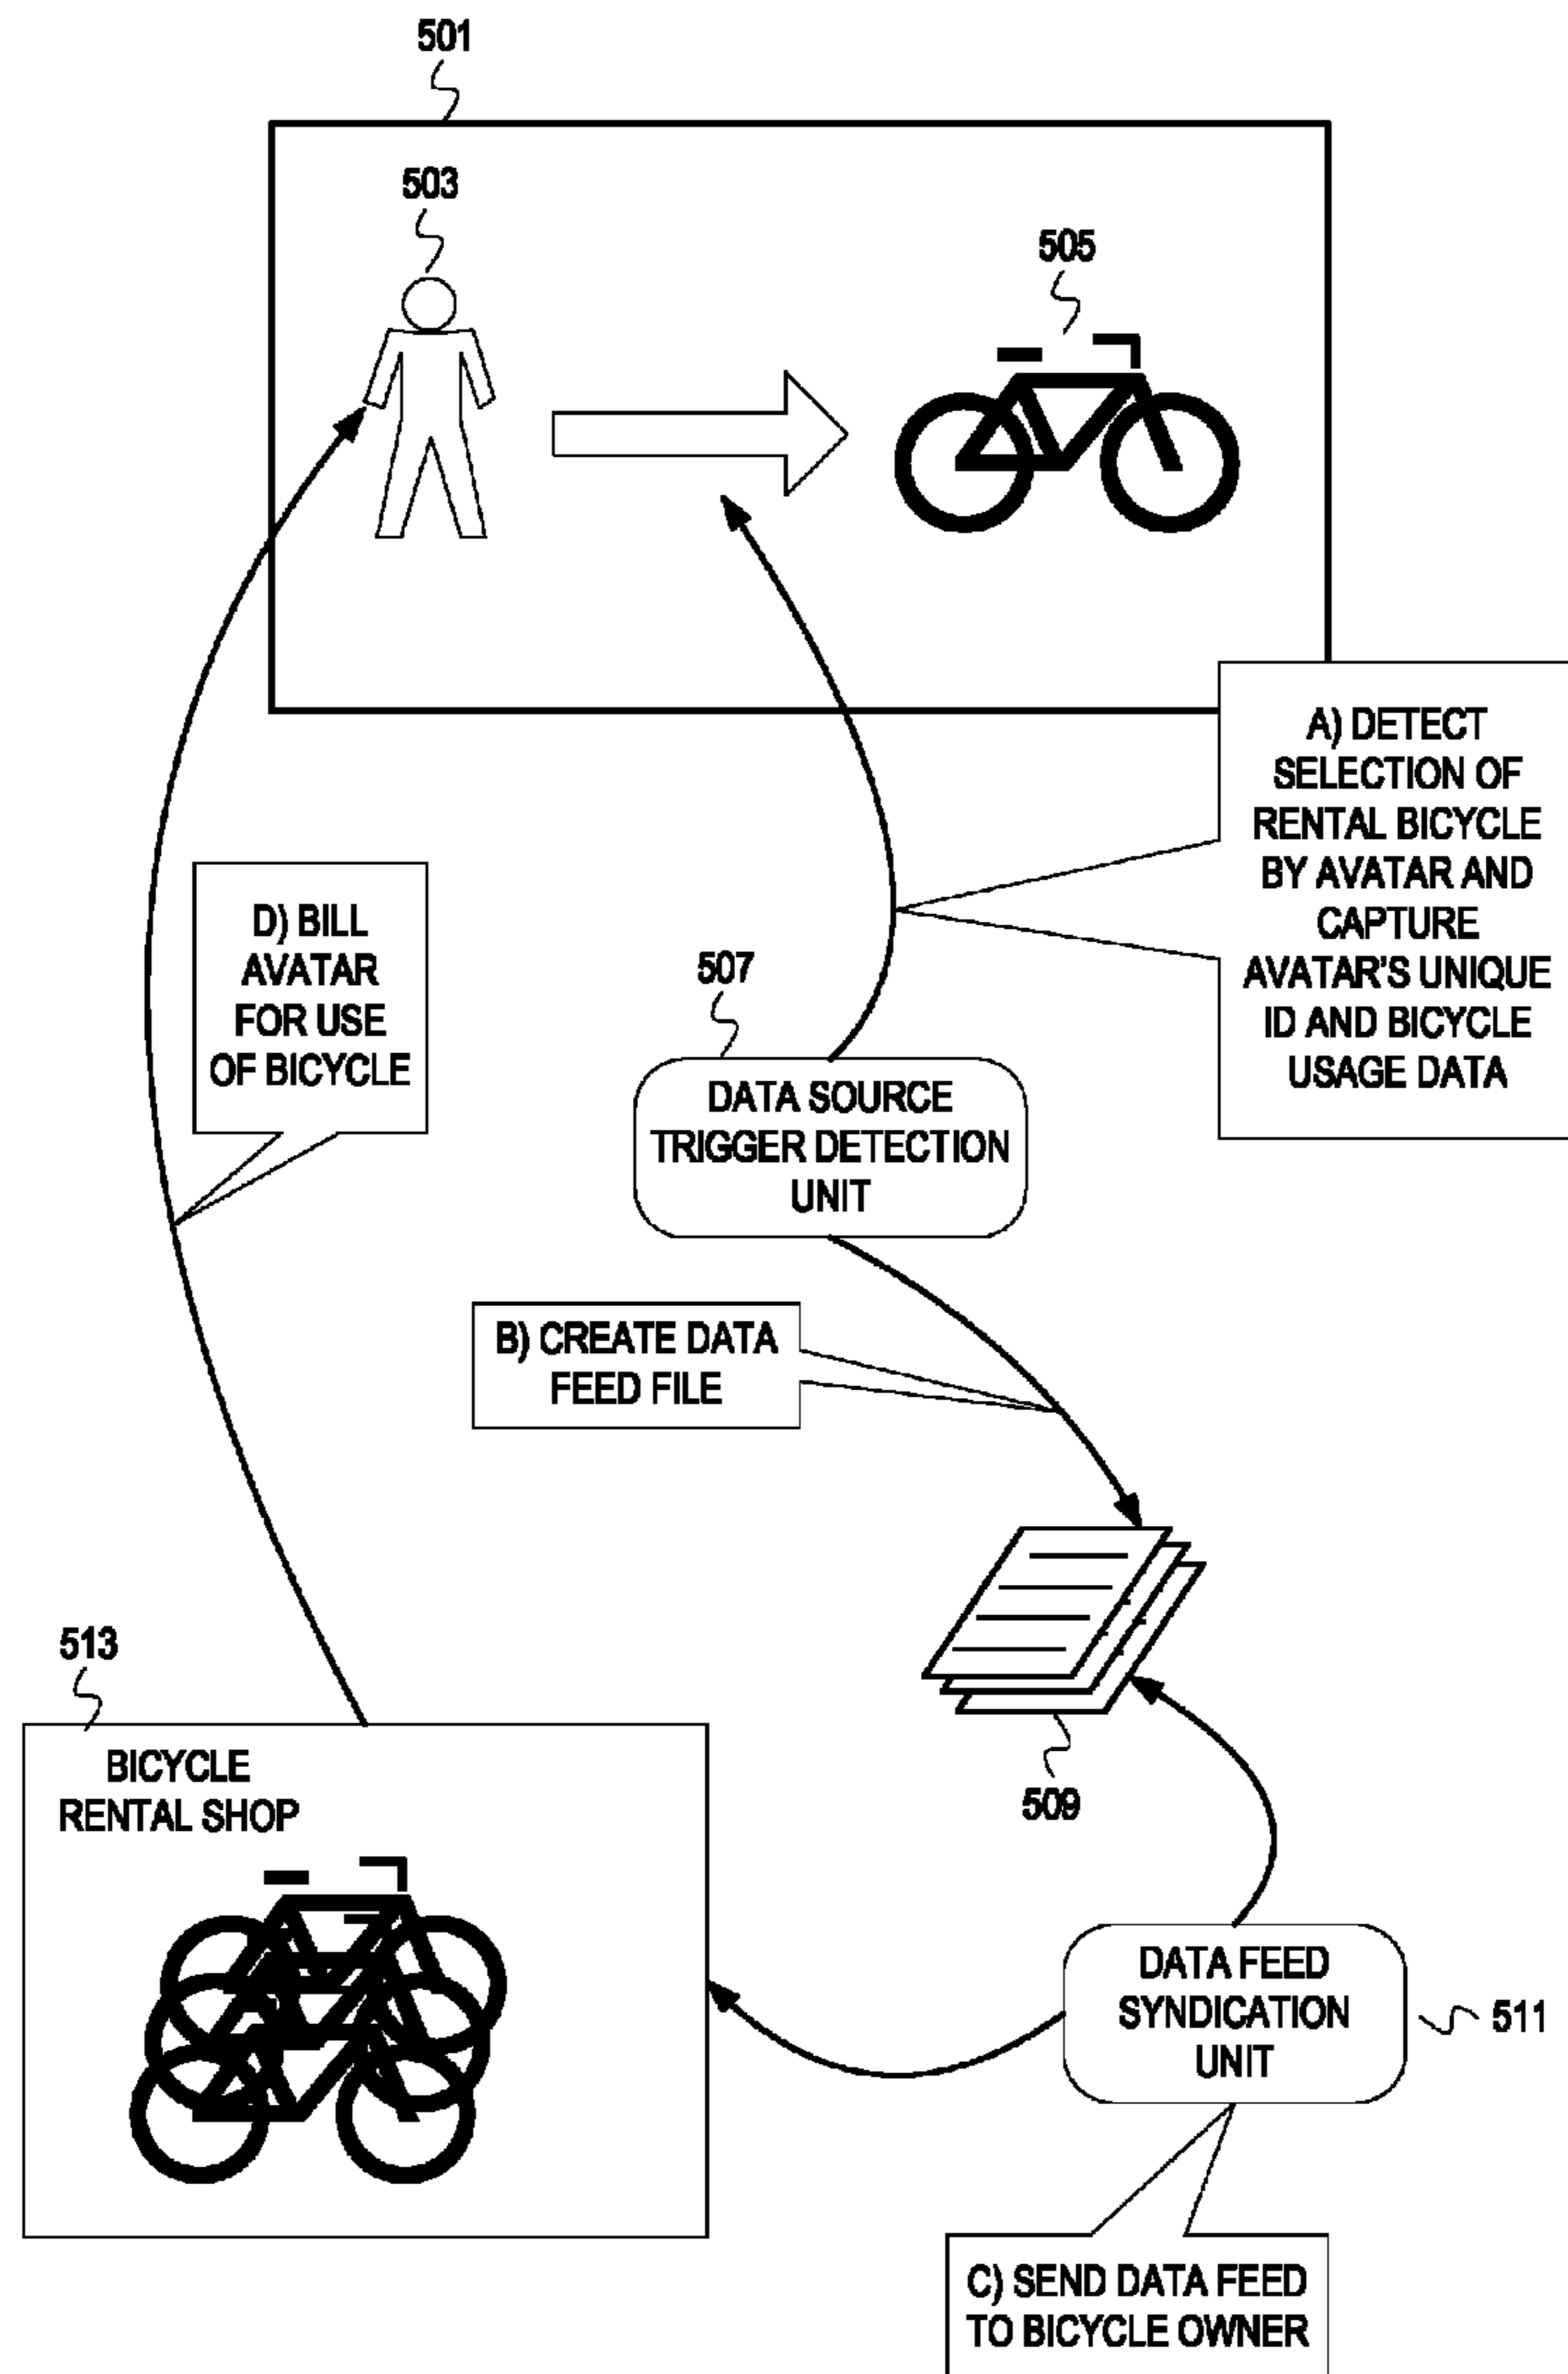 501
503
505
A) DETECT
SELECTION OF
RENTAL BICYCLE
BY AVATAR AND
CAPTURE
AVATAR'S UNIQUE
ID AND BICYCLE
USAGE DATA
D) BILL
AVATAR
FOR USE
OF BICYCLE
507
DATA SOURCE
TRIGGER DETECTION
UNIT
B) CREATE DATA
FEED FILE
509
513
BICYCLE
RENTAL SHOP
DATA FEED
SYNDICATION
UNIT
511
C) SEND DATA FEED
TO BICYCLE OWNER